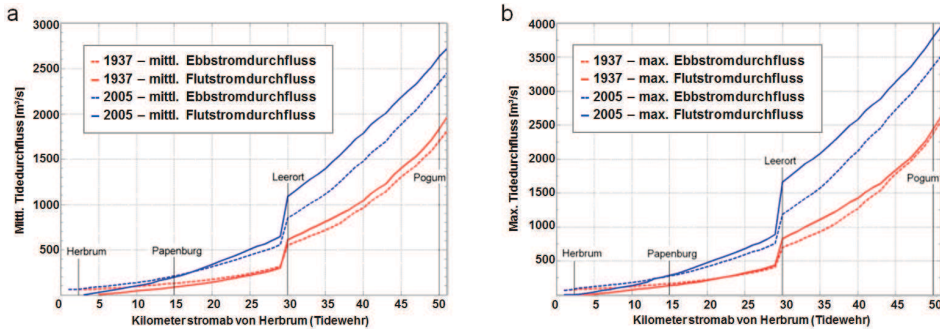 a
3000
2500
2000
1500
1000
500
Mittl. Tidedurchfluss [m³/s]
1937 – mittl. Ebbstromdurchfluss
1937 – mittl. Flutstromdurchfluss
2005 – mittl. Ebbstromdurchfluss
2005 – mittl. Flutstromdurchfluss
Herbrum
Papenburg
Leerort
Pogum
0 5 10 15 20 25 30 35 40 45 50
Kilometer stromab von Herbrum (Tidewehr)
b
4000
3500
3000
2500
2000
1500
1000
500
0
Max. Tidedurchfluss [m³/s]
1937 – max. Ebbstromdurchfluss
1937 – max. Flutstromdurchfluss
2005 – max. Ebbstromdurchfluss
2005 – max. Flutstromdurchfluss
Herbrum
Papenburg
Leerort
Pogum
0 5 10 15 20 25 30 35 40 45 50
Kilometer stromab von Herbrum (Tidewehr)